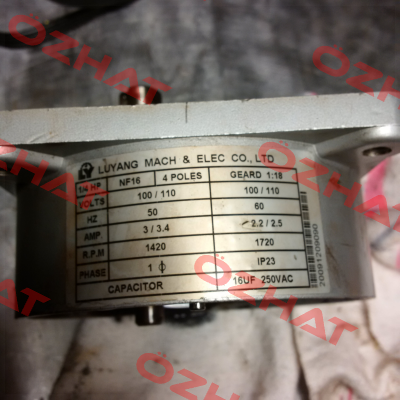 OZHAT
OZHAT
LY LUYANG MACH & ELEC CO., LTD
1/4 HP NF16 4 POLES GEARD 1:18
VOLTS 100 / 110 100 / 110
HZ 50 60
AMP 3 / 3.4 2.2 / 2.5
R.P.M 1420 1720
PHASE 1 ɸ IP23
CAPACITOR 16UF 250VAC
20091209090
OZHAT
OZHAT
OZHAT